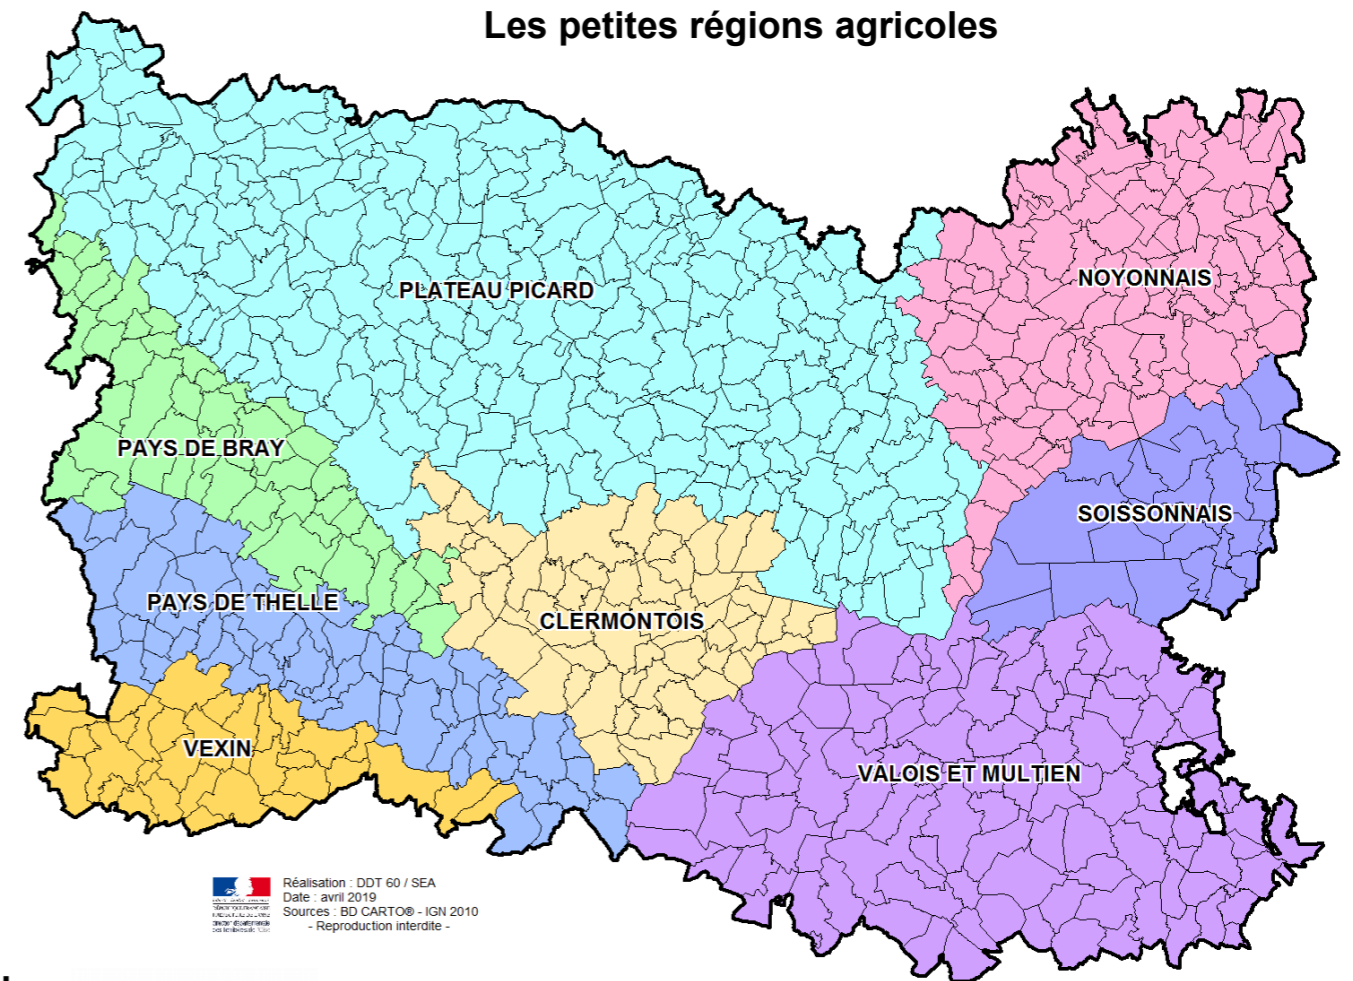 Les petites régions agricoles
PLATEAU PICARD
NOYONNAIS
PAYS DE BRAY
SOISSONNAIS
PAYS DE THELLE
CLERMONTOIS
VEXIN
VALOIS ET MULTIEN
Réalisation : DDT 60 / SEA
Date : avril 2019
Sources : BD CARTO® - IGN 2010
- Reproduction interdite -